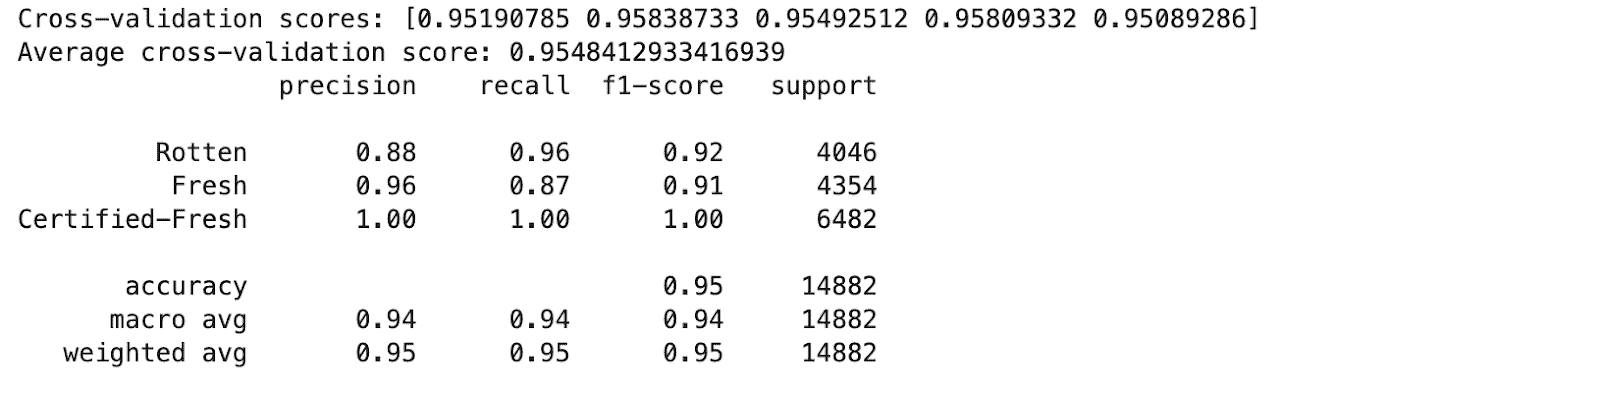 Cross-validation scores: [0.95190785 0.95838733 0.95492512 0.95809332 0.95089286]
Average cross-validation score: 0.9548412933416939
precision recall f1-score support
Rotten 0.88 0.96 0.92 4046
Fresh 0.96 0.87 0.91 4354
Certified-Fresh 1.00 1.00 1.00 6482
accuracy 0.95 14882
macro avg 0.94 0.94 0.94 14882
weighted avg 0.95 0.95 0.95 14882